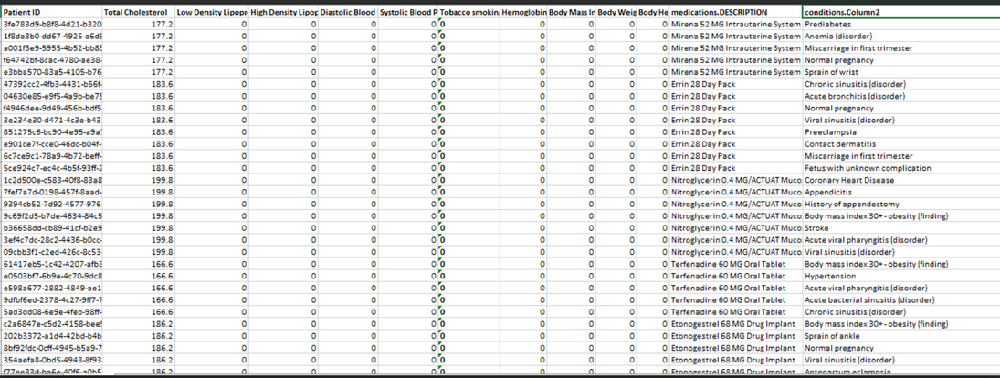 Patient ID Total Cholesterol Low Density Lipopr High Density Lipop Diastolic Blood Systolic Blood P Tobacco smokin Hemoglobin Body Mass In Body Weig Body He medications.DESCRIPTION conditions.Column2
3fe783d9-b8f8-4d21-b320 177.2 0 0 0 0 0 0 0 0 0 Mirena 52 MG Intrauterine System Prediabetes
1f8da3b0-dd67-4925-a6d9 177.2 0 0 0 0 0 0 0 0 0 Mirena 52 MG Intrauterine System Anemia (disorder)
a001f3e9-5955-4b52-bb83 177.2 0 0 0 0 0 0 0 0 0 Mirena 52 MG Intrauterine System Miscarriage in first trimester
f64742bf-8cac-4780-ae38- 177.2 0 0 0 0 0 0 0 0 0 Mirena 52 MG Intrauterine System Normal pregnancy
e3bba570-83a5-4105-b76 177.2 0 0 0 0 0 0 0 0 0 Mirena 52 MG Intrauterine System Sprain of wrist
47392cc2-4fb3-4431-b56f- 183.6 0 0 0 0 0 0 0 0 0 Errin 28 Day Pack Chronic sinusitis (disorder)
04630e85-e9f5-4a9b-be79 183.6 0 0 0 0 0 0 0 0 0 Errin 28 Day Pack Acute bronchitis (disorder)
f4946dee-9d49-456b-bdf5 183.6 0 0 0 0 0 0 0 0 0 Errin 28 Day Pack Normal pregnancy
3e234e30-d471-4c3e-b43 183.6 0 0 0 0 0 0 0 0 0 Errin 28 Day Pack Viral sinusitis (disorder)
851275c6-bc90-4e95-a9a 183.6 0 0 0 0 0 0 0 0 0 Errin 28 Day Pack Preeclampsia
e901ce7f-cce0-46dc-b04f- 183.6 0 0 0 0 0 0 0 0 0 Errin 28 Day Pack Contact dermatitis
6c7ce9c1-78a9-4b72-beff- 183.6 0 0 0 0 0 0 0 0 0 Errin 28 Day Pack Miscarriage in first trimester
5ce924c7-ec4c-4b5f-93ff-2 183.6 0 0 0 0 0 0 0 0 0 Errin 28 Day Pack Fetus with unknown complication
1c2d500e-c583-40f8-83a8 199.8 0 0 0 0 0 0 0 0 0 Nitroglycerin 0.4 MG/ACTUAT Muco Coronary Heart Disease
7fef7a7d-0198-457f-8aad- 199.8 0 0 0 0 0 0 0 0 0 Nitroglycerin 0.4 MG/ACTUAT Muco Appendicitis
9394cb52-7d92-4577-976 199.8 0 0 0 0 0 0 0 0 0 Nitroglycerin 0.4 MG/ACTUAT Muco History of appendectomy
9c69f2d5-b7de-4634-84c5 199.8 0 0 0 0 0 0 0 0 0 Nitroglycerin 0.4 MG/ACTUAT Muco Body mass index 30+ - obesity (finding)
b36658dd-cb89-41cf-b2e9 199.8 0 0 0 0 0 0 0 0 0 Nitroglycerin 0.4 MG/ACTUAT Muco Stroke
3ef4c7dc-28c2-4436-b0cc- 199.8 0 0 0 0 0 0 0 0 0 Nitroglycerin 0.4 MG/ACTUAT Muco Acute viral pharyngitis (disorder)
09cbb3f1-c2ed-426c-8c53- 199.8 0 0 0 0 0 0 0 0 0 Nitroglycerin 0.4 MG/ACTUAT Muco Viral sinusitis (disorder)
61417eb5-1c42-4207-afb3 166.6 0 0 0 0 0 0 0 0 0 Terfenadine 60 MG Oral Tablet Body mass index 30+ - obesity (finding)
e0503bf7-6b9e-4c70-9dc8 166.6 0 0 0 0 0 0 0 0 0 Terfenadine 60 MG Oral Tablet Hypertension
e598a677-2882-4849-ae1 166.6 0 0 0 0 0 0 0 0 0 Terfenadine 60 MG Oral Tablet Acute viral pharyngitis (disorder)
9dfbf6ed-2378-4c27-9ff7-7 166.6 0 0 0 0 0 0 0 0 0 Terfenadine 60 MG Oral Tablet Acute bacterial sinusitis (disorder)
5ad3dd08-6e9e-4feb-98ff- 166.6 0 0 0 0 0 0 0 0 0 Terfenadine 60 MG Oral Tablet Chronic sinusitis (disorder)
c2a6847e-c5d2-4158-bee 186.2 0 0 0 0 0 0 0 0 0 Etonogestrel 68 MG Drug Implant Body mass index 30+ - obesity (finding)
202b3372-a1d4-42bd-b4b 186.2 0 0 0 0 0 0 0 0 0 Etonogestrel 68 MG Drug Implant Sprain of ankle
8bf92fdc-0cff-4945-b5a9-7 186.2 0 0 0 0 0 0 0 0 0 Etonogestrel 68 MG Drug Implant Normal pregnancy
354aefa8-0bd5-4943-8f93 186.2 0 0 0 0 0 0 0 0 0 Etonogestrel 68 MG Drug Implant Viral sinusitis (disorder)
f77ee33d-ba6e-40f6-a0b5 186.2 0 0 0 0 0 0 0 0 0 Etonogestrel 68 MG Drug Implant Antepartum eclampsia